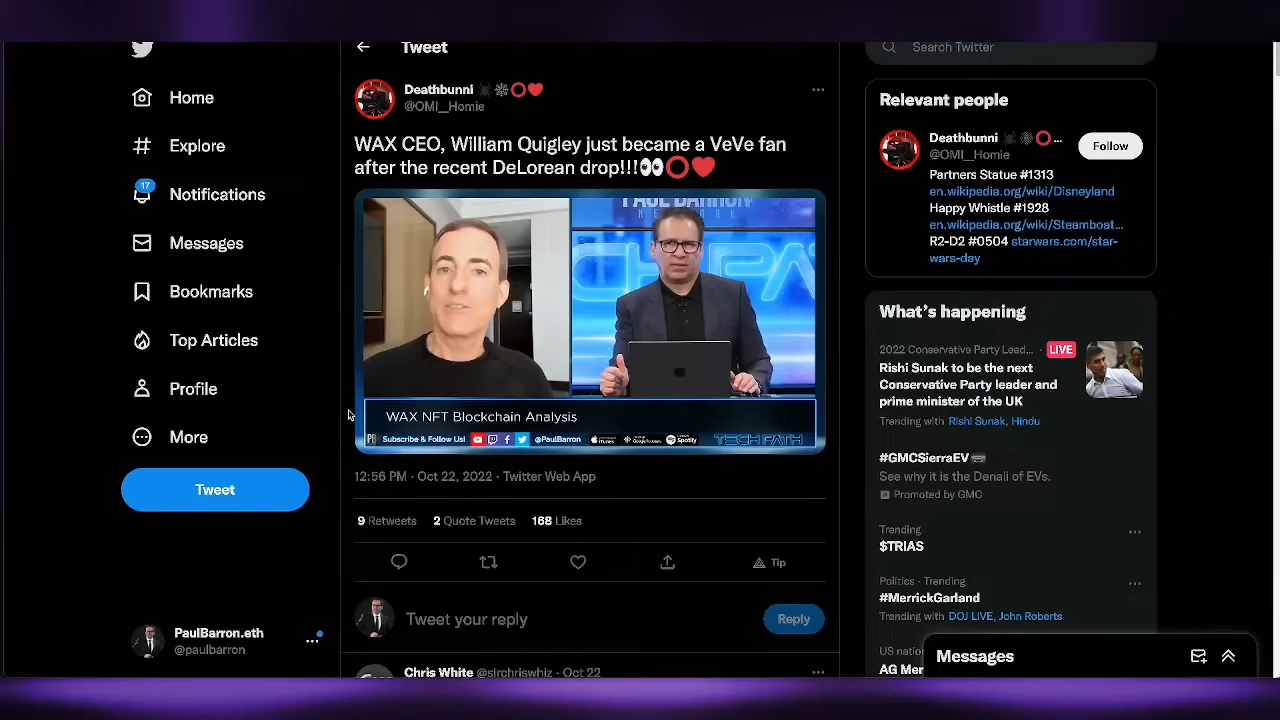 Home
Explore
17
Notifications
Messages
Bookmarks
Top Articles
Profile
More
Tweet
PaulBarron.eth
@paulbarron
Tweet
Deathbunni
@OMI__Homie
WAX CEO, William Quigley just became a VeVe fan
after the recent DeLorean drop!!!👀⭕❤️
PAUL BARRON
NETWORK
WAX NFT Blockchain Analysis
Subscribe & Follow Us!
@PaulBarron
iTunes
Spotify
TECH PATH
12:56 PM · Oct 22, 2022 · Twitter Web App
9 Retweets 2 Quote Tweets 168 Likes
Tip
Tweet your reply
Reply
Chris White @sirchriswhiz · Oct 22
Search Twitter
Relevant people
Deathbunni
@OMI__Homie
Follow
Partners Statue #1313
en.wikipedia.org/wiki/Disneyland
Happy Whistle #1928
en.wikipedia.org/wiki/Steamboat…
R2-D2 #0504 starwars.com/star-
wars-day
What's happening
2022 Conservative Party Lead... · LIVE
Rishi Sunak to be the next
Conservative Party leader and
prime minister of the UK
Trending with Rishi Sunak, Hindu
#GMCSierraEV
See why it is the Denali of EVs.
Promoted by GMC
Trending
$TRIAS
Politics · Trending
#MerrickGarland
Trending with DOJ LIVE, John Roberts
US natio
AG Mer
Messages